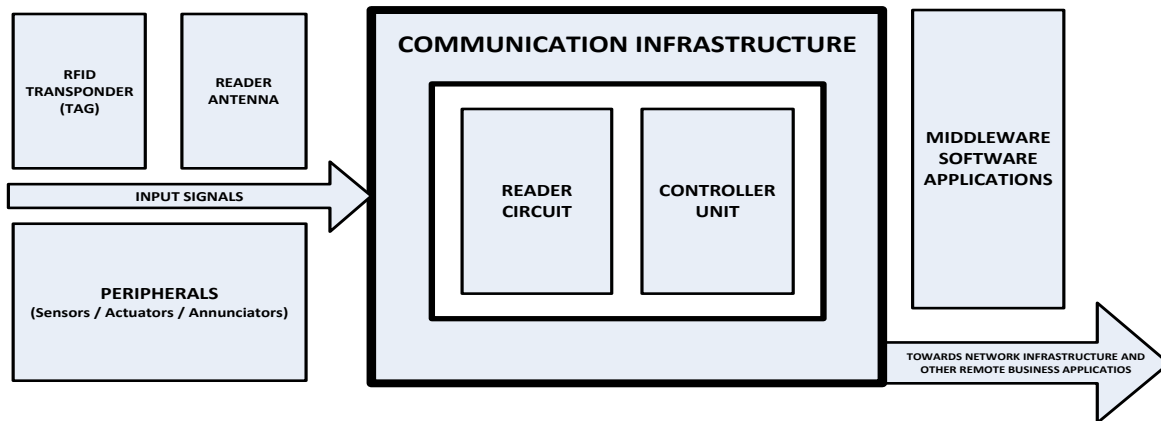 RFID
TRANSPONDER
(TAG)
READER
ANTENNA
INPUT SIGNALS
PERIPHERALS
(Sensors / Actuators / Annunciators)
COMMUNICATION INFRASTRUCTURE
READER
CIRCUIT
CONTROLLER
UNIT
MIDDLEWARE
SOFTWARE
APPLICATIONS
TOWARDS NETWORK INFRASTRUCTURE AND
OTHER REMOTE BUSINESS APPLICATIOS